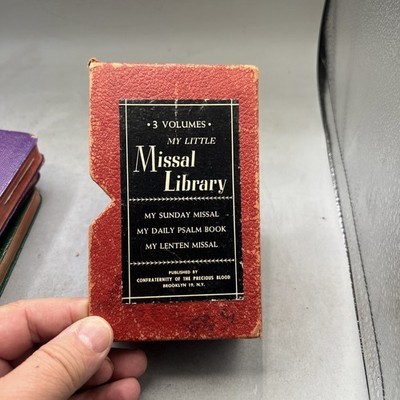 • 3 VOLUMES •
MY LITTLE
Missal
Library
MY SUNDAY MISSAL
MY DAILY PSALM BOOK
MY LENTEN MISSAL
PUBLISHED BY
CONFRATERNITY OF THE PRECIOUS BLOOD
BROOKLYN 19, N.Y.